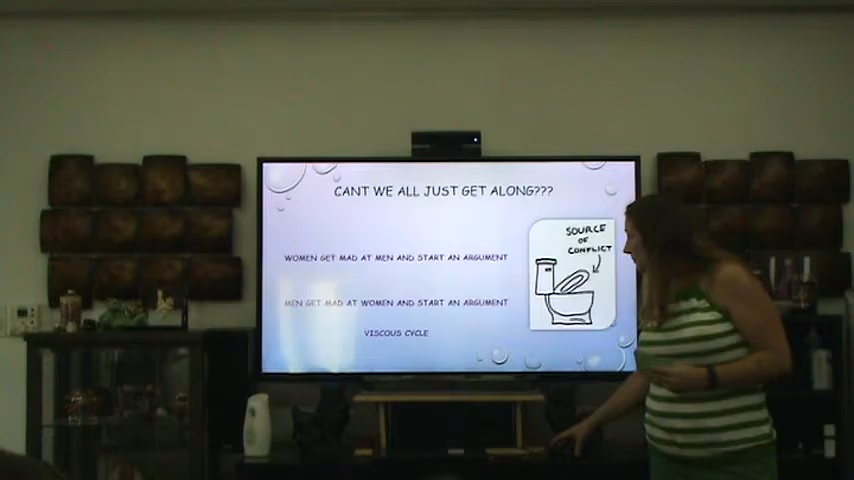 CANT WE ALL JUST GET ALONG???
SOURCE
OF
CONFLICT
WOMEN GET MAD AT MEN AND START AN ARGUMENT
MEN GET MAD AT WOMEN AND START AN ARGUMENT
VISCOUS CYCLE